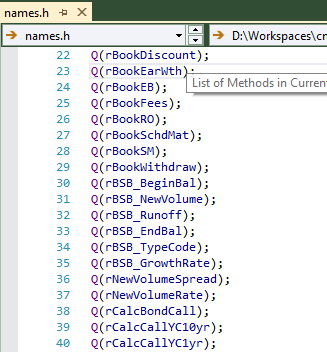 names.h
names.h D:\Workspaces\cn
22 Q(rBookDiscount);
23 Q(rBookEarWth);
List of Methods in Current
24 Q(rBookEB);
25 Q(rBookFees);
26 Q(rBookRO);
27 Q(rBookSchdMat);
28 Q(rBookSM);
29 Q(rBookWithdraw);
30 Q(rBSB_BeginBal);
31 Q(rBSB_NewVolume);
32 Q(rBSB_Runoff);
33 Q(rBSB_EndBal);
34 Q(rBSB_TypeCode);
35 Q(rBSB_GrowthRate);
36 Q(rNewVolumeSpread);
37 Q(rNewVolumeRate);
38 Q(rCalcBondCall);
39 Q(rCalcCallYC10yr);
40 Q(rCalcCallYC1yr);